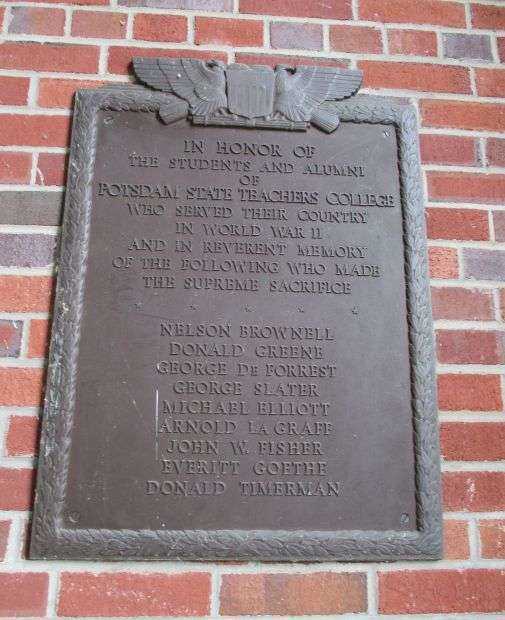 IN HONOR OF
THE STUDENTS AND ALUMNI
OF
POTSDAM STATE TEACHERS COLLEGE
WHO SERVED THEIR COUNTRY
IN WORLD WAR II
AND IN REVERENT MEMORY
OF THE FOLLOWING WHO MADE
THE SUPREME SACRIFICE
NELSON BROWNELL
DONALD GREENE
GEORGE DE FORREST
GEORGE SLATER
MICHAEL ELLIOTT
ARNOLD LA GRAFF
JOHN W. FISHER
EVERITT GOETHE
DONALD TIMERMAN